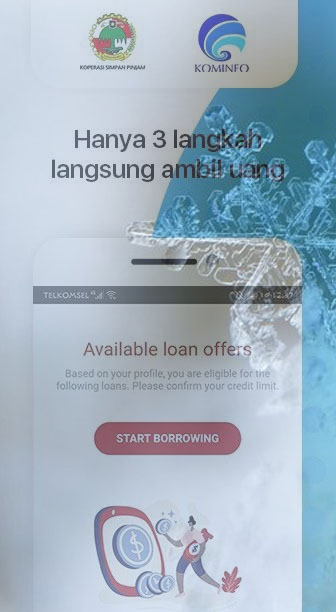 KOPERASI SIMPAN PINJAM
KOMINFO
Hanya 3 langkah
langsung ambil uang
TELKOMSEL
Available loan offers
Based on your profile, you are eligible for the
following loans. Please confirm your credit limit.
START BORROWING